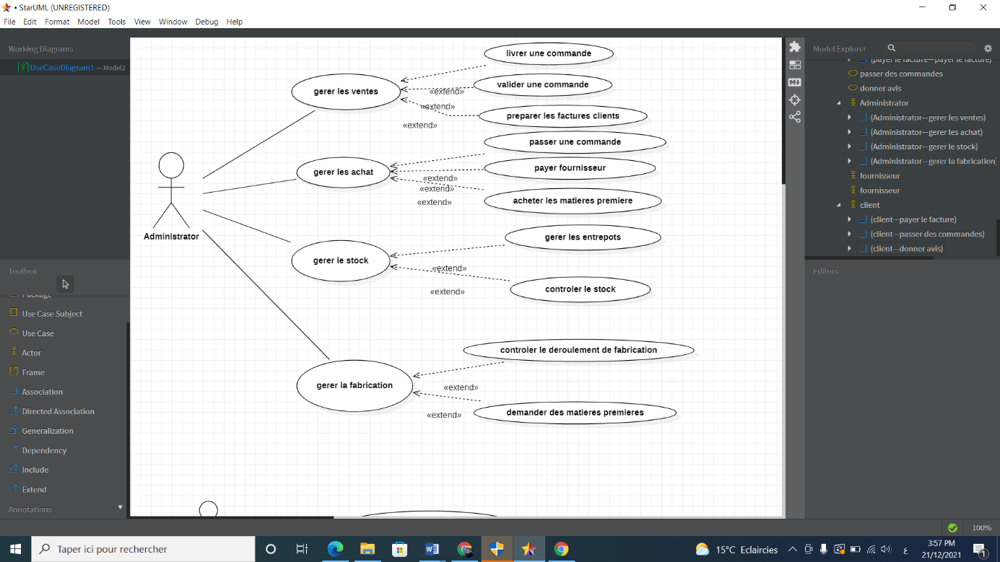 • StarUML (UNREGISTERED)
File Edit Format Model Tools View Window Debug Help
Working Diagrams
UseCaseDiagram1 — Model2
Toolbox
Package
Use Case Subject
Use Case
Actor
Frame
Association
Directed Association
Generalization
Dependency
Include
Extend
Annotations
livrer une commande
gerer les ventes
valider une commande
«extend»
«extend»
preparer les factures clients
«extend»
passer une commande
gerer les achat
payer fournisseur
«extend»
«extend»
acheter les matieres premiere
«extend»
Administrator
gerer les entrepots
gerer le stock
«extend»
controler le stock
«extend»
controler le deroulement de fabrication
gerer la fabrication
«extend»
demander des matieres premieres
«extend»
Model Explorer
(payer le facture—payer le facture)
passer des commandes
donner avis
Administrator
(Administrator—gerer les ventes)
(Administrator—gerer les achat)
(Administrator—gerer le stock)
(Administrator—gerer la fabrication)
fournisseur
fournisseur
client
(client—payer le facture)
(client—passer des commandes)
(client—donner avis)
Editors
100%
Taper ici pour rechercher
15°C Eclaircies
ع
3:57 PM
21/12/2021
1